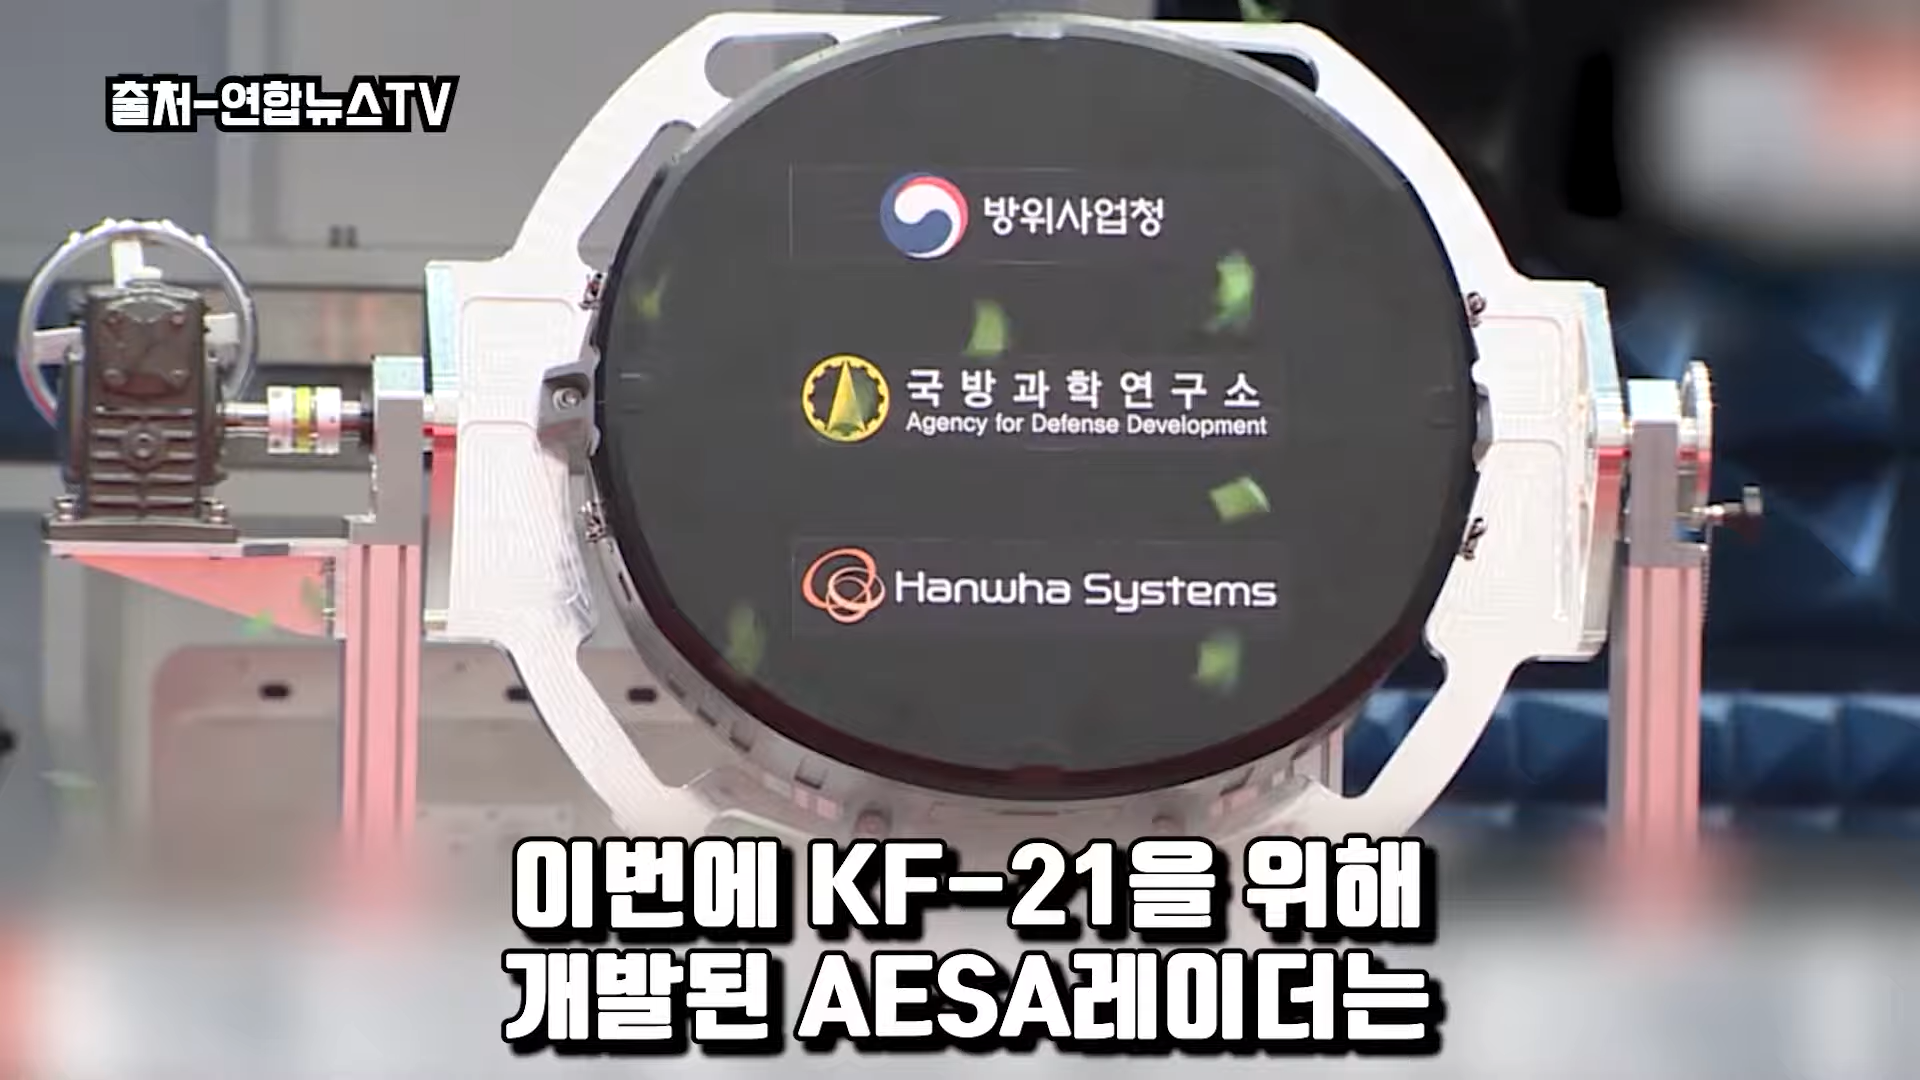 출처-연합뉴스TV
방위사업청
국방과학연구소
Agency for Defense Development
Hanwha Systems
이번에 KF-21을 위해
개발된 AESA레이더는